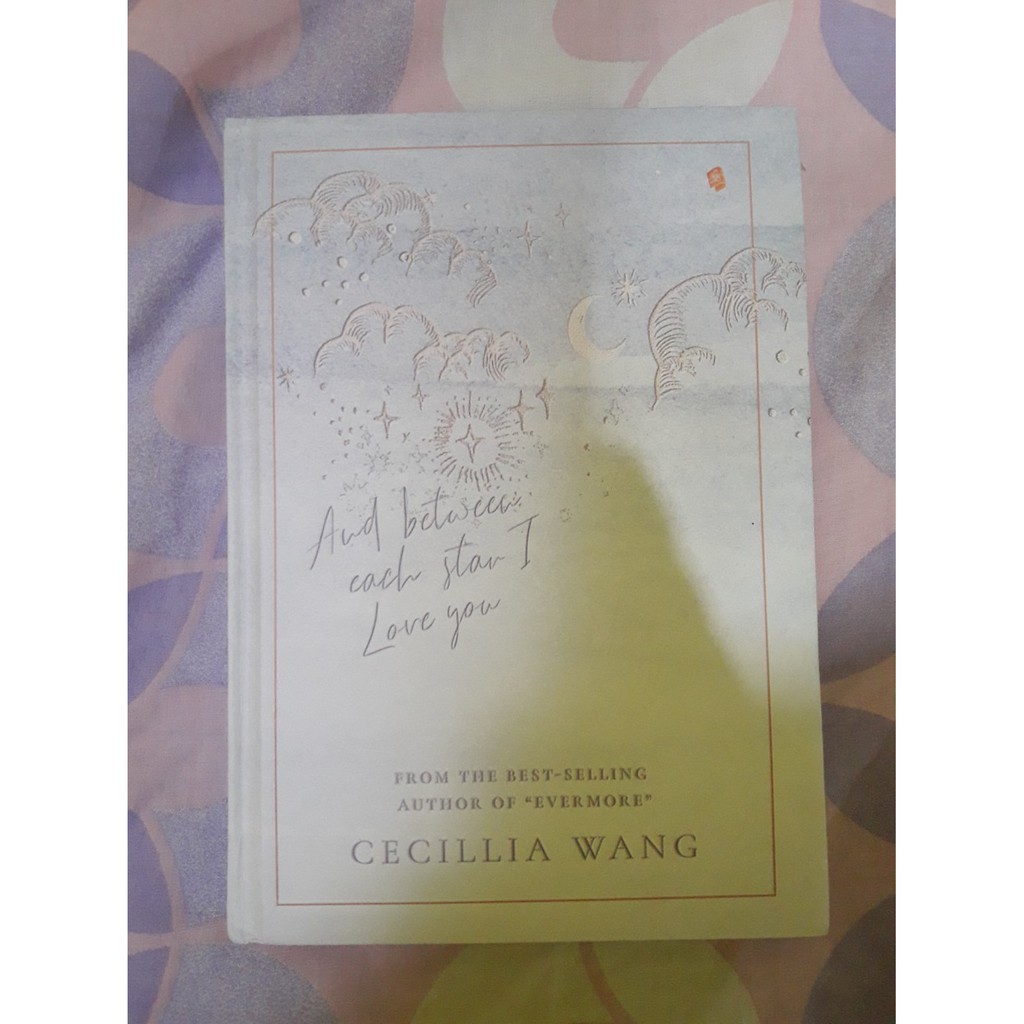 And between
each star I
Love you
FROM THE BEST-SELLING
AUTHOR OF “EVERMORE”
CECILLIA WANG